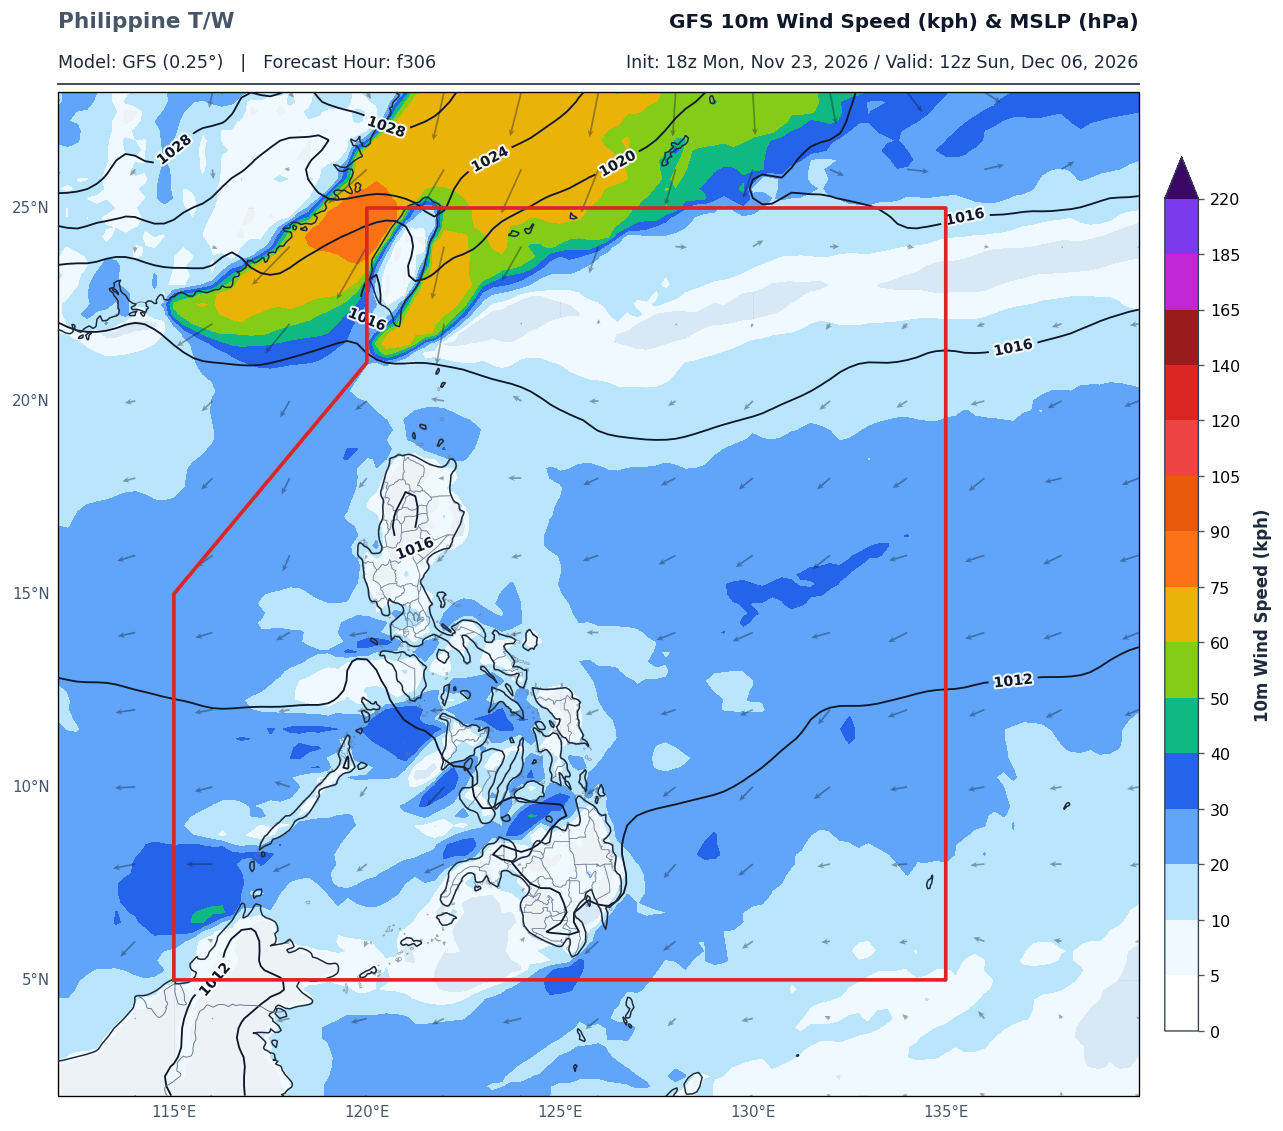 Philippine T/W
GFS 10m Wind Speed (kph) & MSLP (hPa)
Model: GFS (0.25°)   |   Forecast Hour: f306
Init: 18z Mon, Nov 23, 2026 / Valid: 12z Sun, Dec 06, 2026
1028
1028
1024
1020
1016
1016
1016
1016
1012
1012
25°N
20°N
15°N
10°N
5°N
115°E
120°E
125°E
130°E
135°E
220
185
165
140
120
105
90
75
60
50
40
30
20
10
5
0
10m Wind Speed (kph)